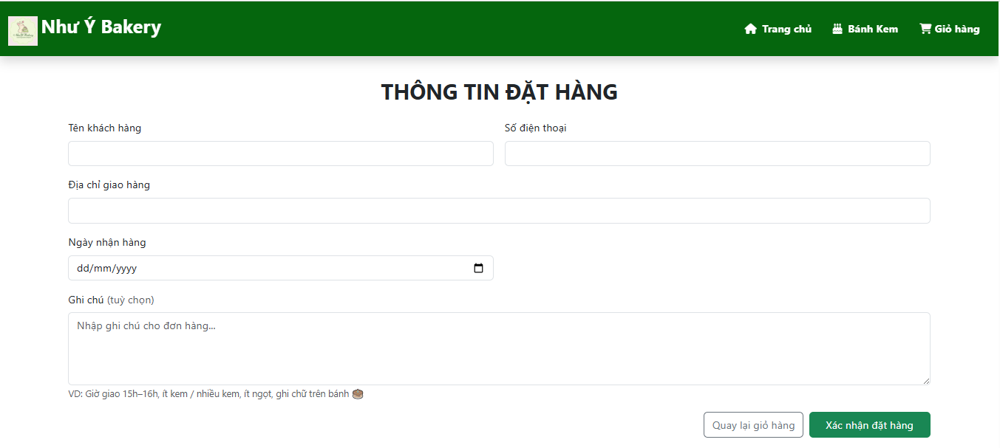 Như Ý Bakery
Trang chủ Bánh Kem Giỏ hàng
THÔNG TIN ĐẶT HÀNG
Tên khách hàng Số điện thoại
Địa chỉ giao hàng
Ngày nhận hàng
dd/mm/yyyy
Ghi chú (tuỳ chọn)
Nhập ghi chú cho đơn hàng...
VD: Giờ giao 15h–16h, ít kem / nhiều kem, ít ngọt, ghi chữ trên bánh
Quay lại giỏ hàng Xác nhận đặt hàng